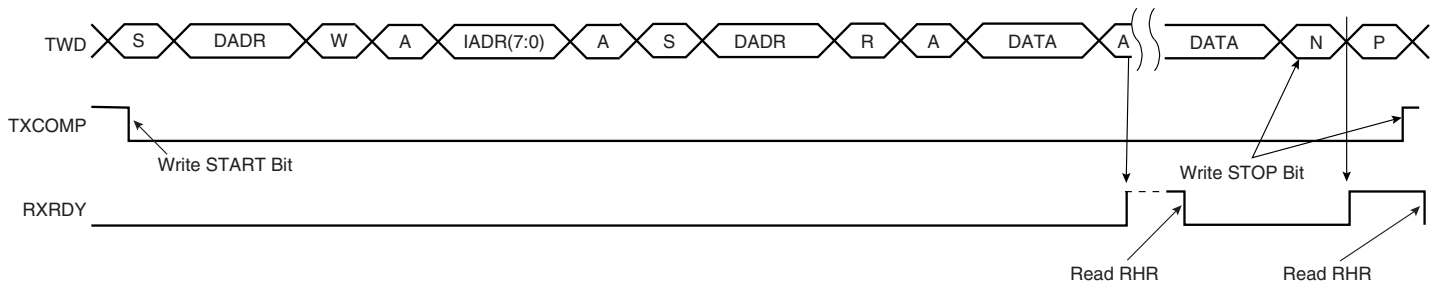 TWD S DADR W A IADR(7:0) A S DADR R A DATA A DATA N P
TXCOMP
Write START Bit
Write STOP Bit
RXRDY
Read RHR Read RHR